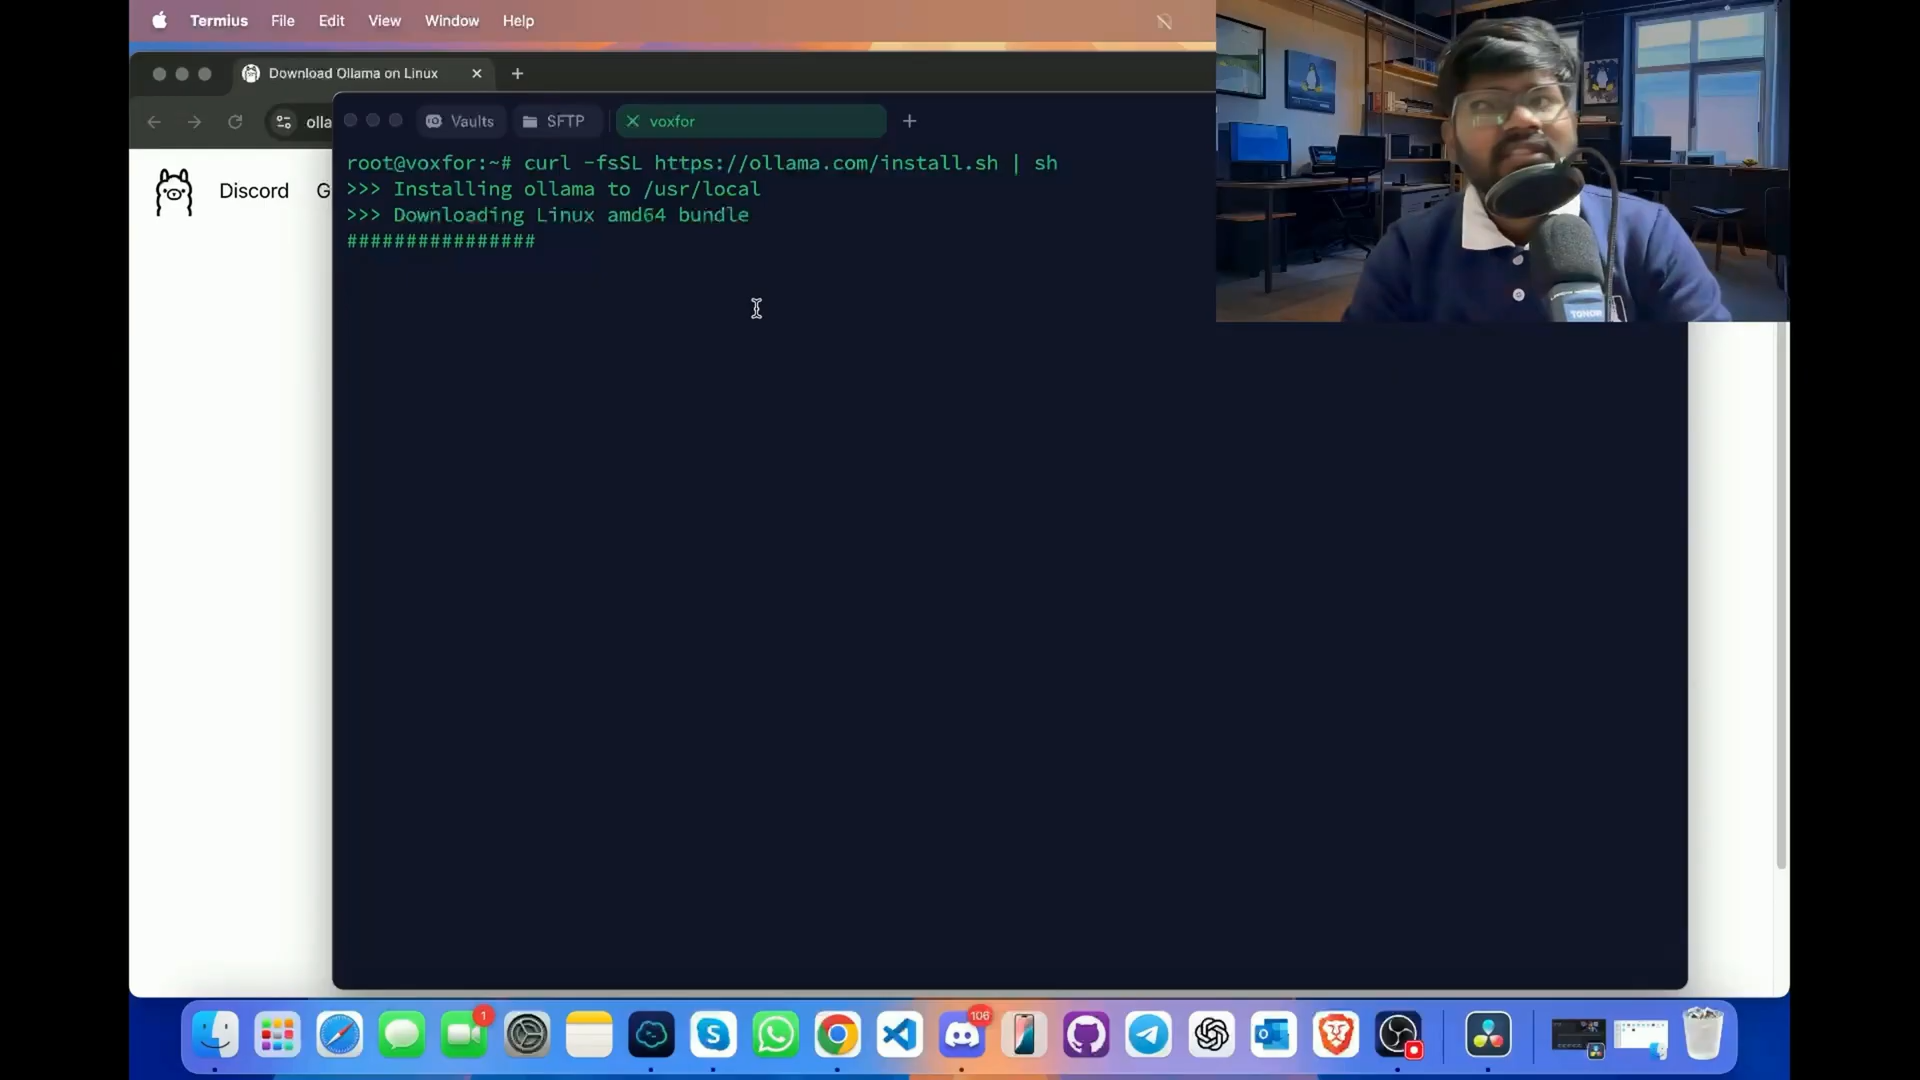 Termius File Edit View Window Help
Download Ollama on Linux
olla
Vaults SFTP voxfor
Discord G
root@voxfor:~# curl -fsSL https://ollama.com/install.sh | sh
>>> Installing ollama to /usr/local
>>> Downloading Linux amd64 bundle
################
TONOR
1
106